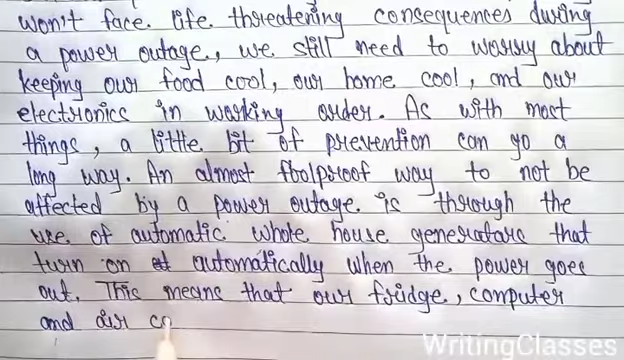 won't face life threatening consequences during
a power outage, we still need to worry about
keeping our food cool, our home cool, and our
electronics in working order. As with most
things, a little bit of prevention can go a
long way. An almost foolproof way to not be
affected by a power outage is through the
use of automatic whole house generators that
turn on automatically when the power goes
out. This means that our fridge, computer
and air co
WritingClasses